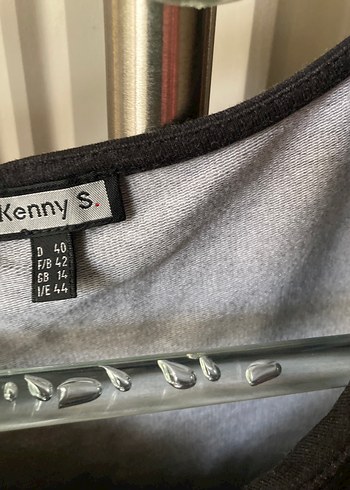 Kenny S.
D 40
F/B 42
GB 14
I/E 44